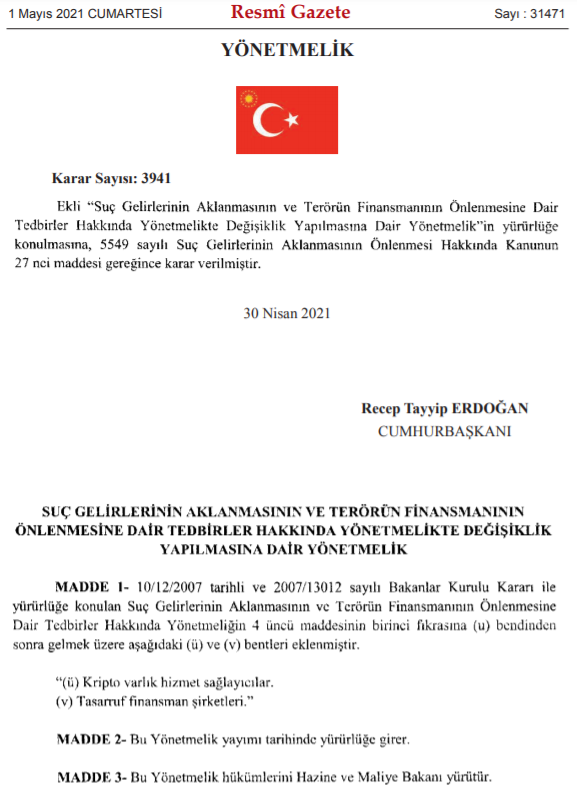 1 Mayıs 2021 CUMARTESİ
Resmî Gazete
Sayı : 31471
YÖNETMELİK
Karar Sayısı: 3941
Ekli “Suç Gelirlerinin Aklanmasının ve Terörün Finansmanının Önlenmesine Dair
Tedbirler Hakkında Yönetmelikte Değişiklik Yapılmasına Dair Yönetmelik”in yürürlüğe
konulmasına, 5549 sayılı Suç Gelirlerinin Aklanmasının Önlenmesi Hakkında Kanunun
27 nci maddesi gereğince karar verilmiştir.
30 Nisan 2021
Recep Tayyip ERDOĞAN
CUMHURBAŞKANI
SUÇ GELİRLERİNİN AKLANMASININ VE TERÖRÜN FİNANSMANININ
ÖNLENMESİNE DAİR TEDBİRLER HAKKINDA YÖNETMELİKTE DEĞİŞİKLİK
YAPILMASINA DAİR YÖNETMELİK
MADDE 1- 10/12/2007 tarihli ve 2007/13012 sayılı Bakanlar Kurulu Kararı ile
yürürlüğe konulan Suç Gelirlerinin Aklanmasının ve Terörün Finansmanının Önlenmesine
Dair Tedbirler Hakkında Yönetmeliğin 4 üncü maddesinin birinci fıkrasına (u) bendinden
sonra gelmek üzere aşağıdaki (ü) ve (v) bentleri eklenmiştir.
“(ü) Kripto varlık hizmet sağlayıcılar.
(v) Tasarruf finansman şirketleri.”
MADDE 2- Bu Yönetmelik yayımı tarihinde yürürlüğe girer.
MADDE 3- Bu Yönetmelik hükümlerini Hazine ve Maliye Bakanı yürütür.